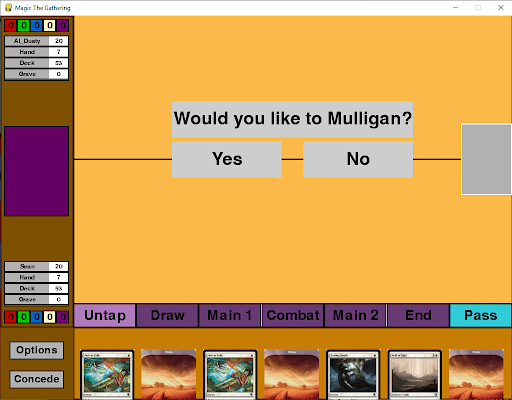 Magic The Gathering
0 0 0 0 0
AI_Dusty 20
Hand 7
Deck 53
Grave 0
Would you like to Mulligan?
Yes No
Sean 20
Hand 7
Deck 53
Grave 0
0 0 0 0 0
Untap Draw Main 1 Combat Main 2 End Pass
Options
Concede